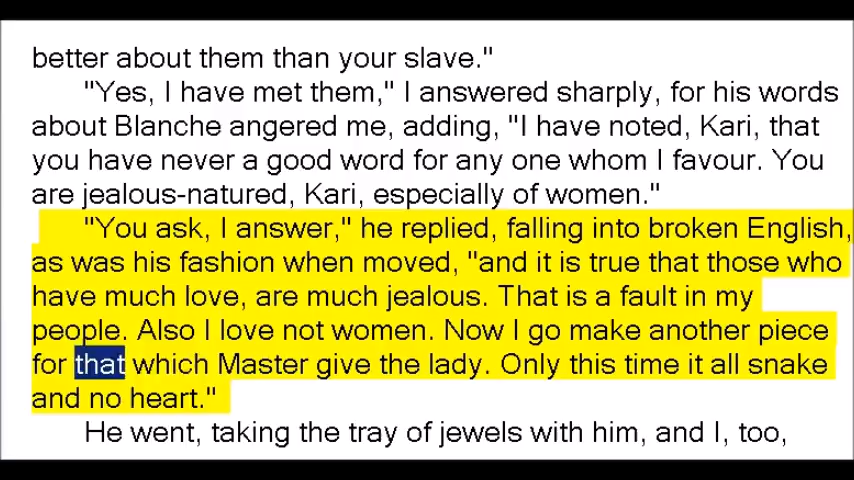 better about them than your slave."
"Yes, I have met them," I answered sharply, for his words
about Blanche angered me, adding, "I have noted, Kari, that
you have never a good word for any one whom I favour. You
are jealous-natured, Kari, especially of women."
"You ask, I answer," he replied, falling into broken English,
as was his fashion when moved, "and it is true that those who
have much love, are much jealous. That is a fault in my
people. Also I love not women. Now I go make another piece
for that which Master give the lady. Only this time it all snake
and no heart."
He went, taking the tray of jewels with him, and I, too,